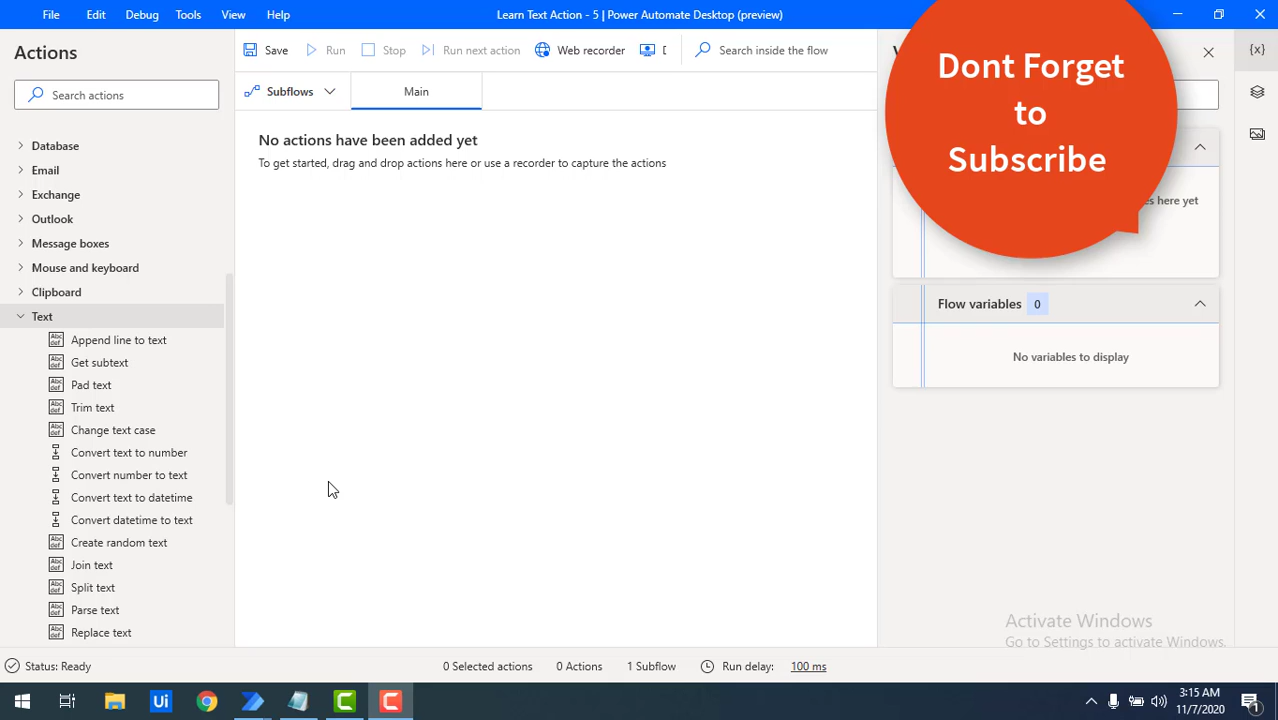 File Edit Debug Tools View Help Learn Text Action - 5 | Power Automate Desktop (preview)
Actions
Search actions
Database
Email
Exchange
Outlook
Message boxes
Mouse and keyboard
Clipboard
Text
Append line to text
Get subtext
Pad text
Trim text
Change text case
Convert text to number
Convert number to text
Convert text to datetime
Convert datetime to text
Create random text
Join text
Split text
Parse text
Replace text
Save Run Stop Run next action Web recorder Search inside the flow
Subflows Main
No actions have been added yet
To get started, drag and drop actions here or use a recorder to capture the actions
Dont Forget
to
Subscribe
{x}
here yet
Flow variables 0
No variables to display
Activate Windows
Go to Settings to activate Windows.
Status: Ready 0 Selected actions 0 Actions 1 Subflow Run delay: 100 ms
Ui
3:15 AM
11/7/2020
1